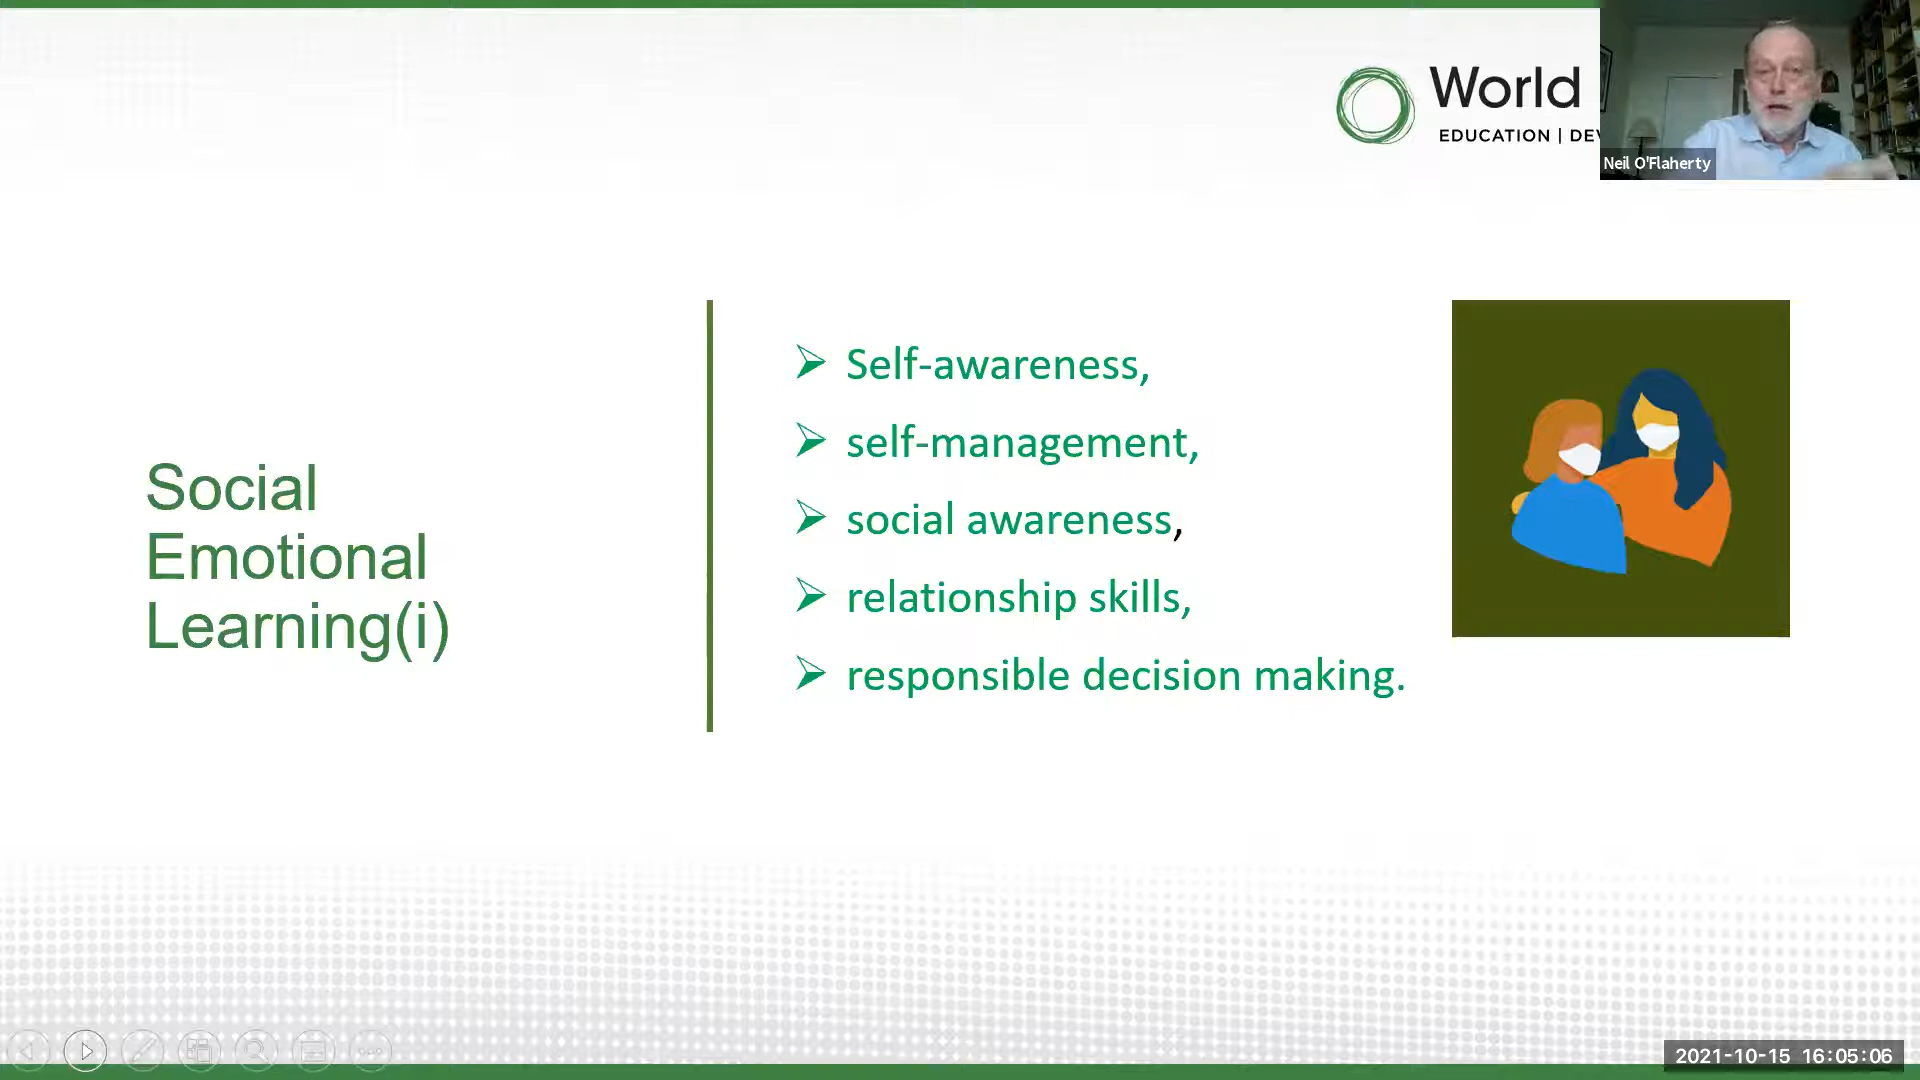 World
EDUCATION | DEV
Neil O'Flaherty
Social
Emotional
Learning(i)
➢ Self-awareness,
➢ self-management,
➢ social awareness,
➢ relationship skills,
➢ responsible decision making.
2021-10-15 16:05:06